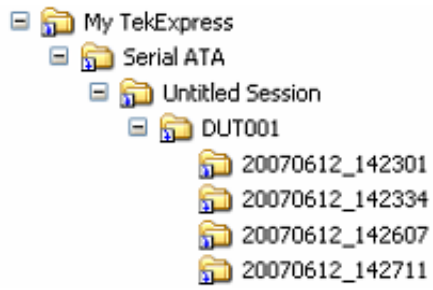 My TekExpress
Serial ATA
Untitled Session
DUT001
20070612_142301
20070612_142334
20070612_142607
20070612_142711